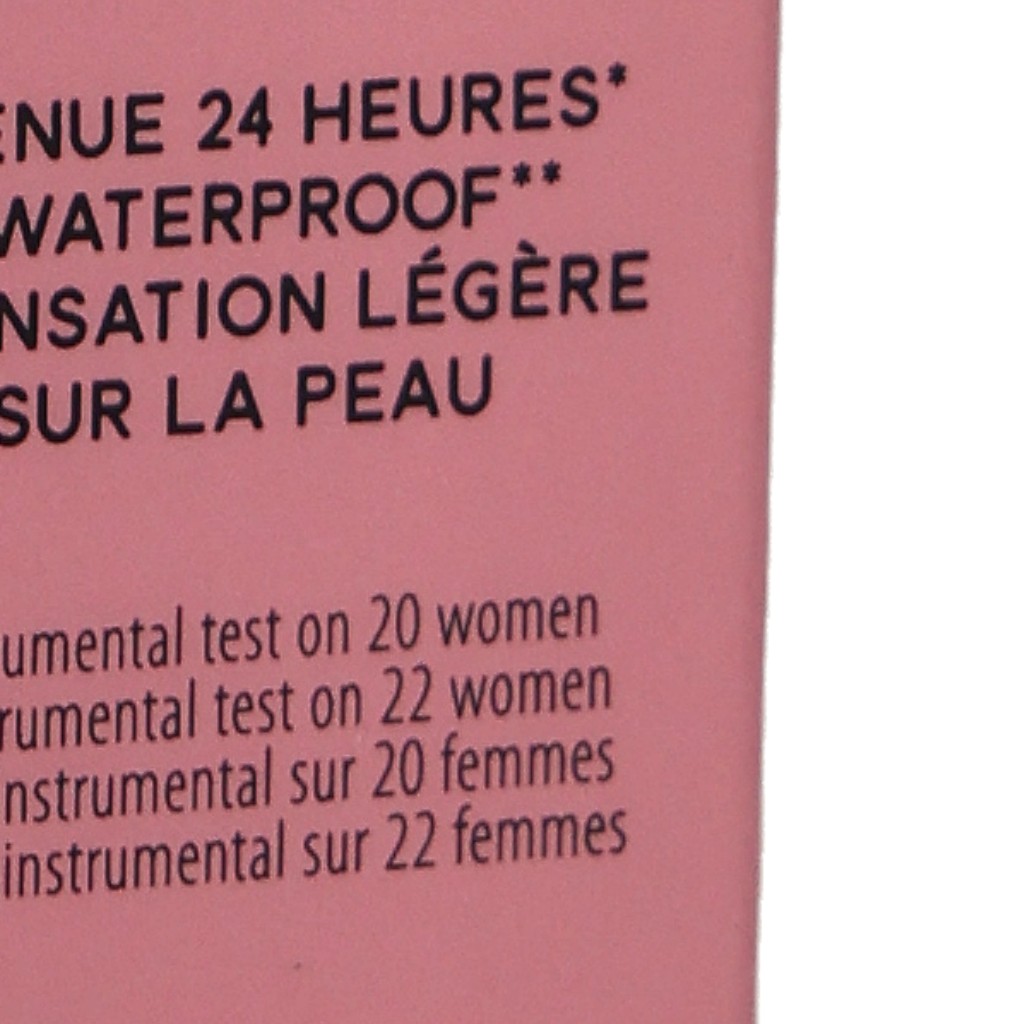 ENUE 24 HEURES*
WATERPROOF**
NSATION LÉGÈRE
SUR LA PEAU
umental test on 20 women
rumental test on 22 women
instrumental sur 20 femmes
instrumental sur 22 femmes